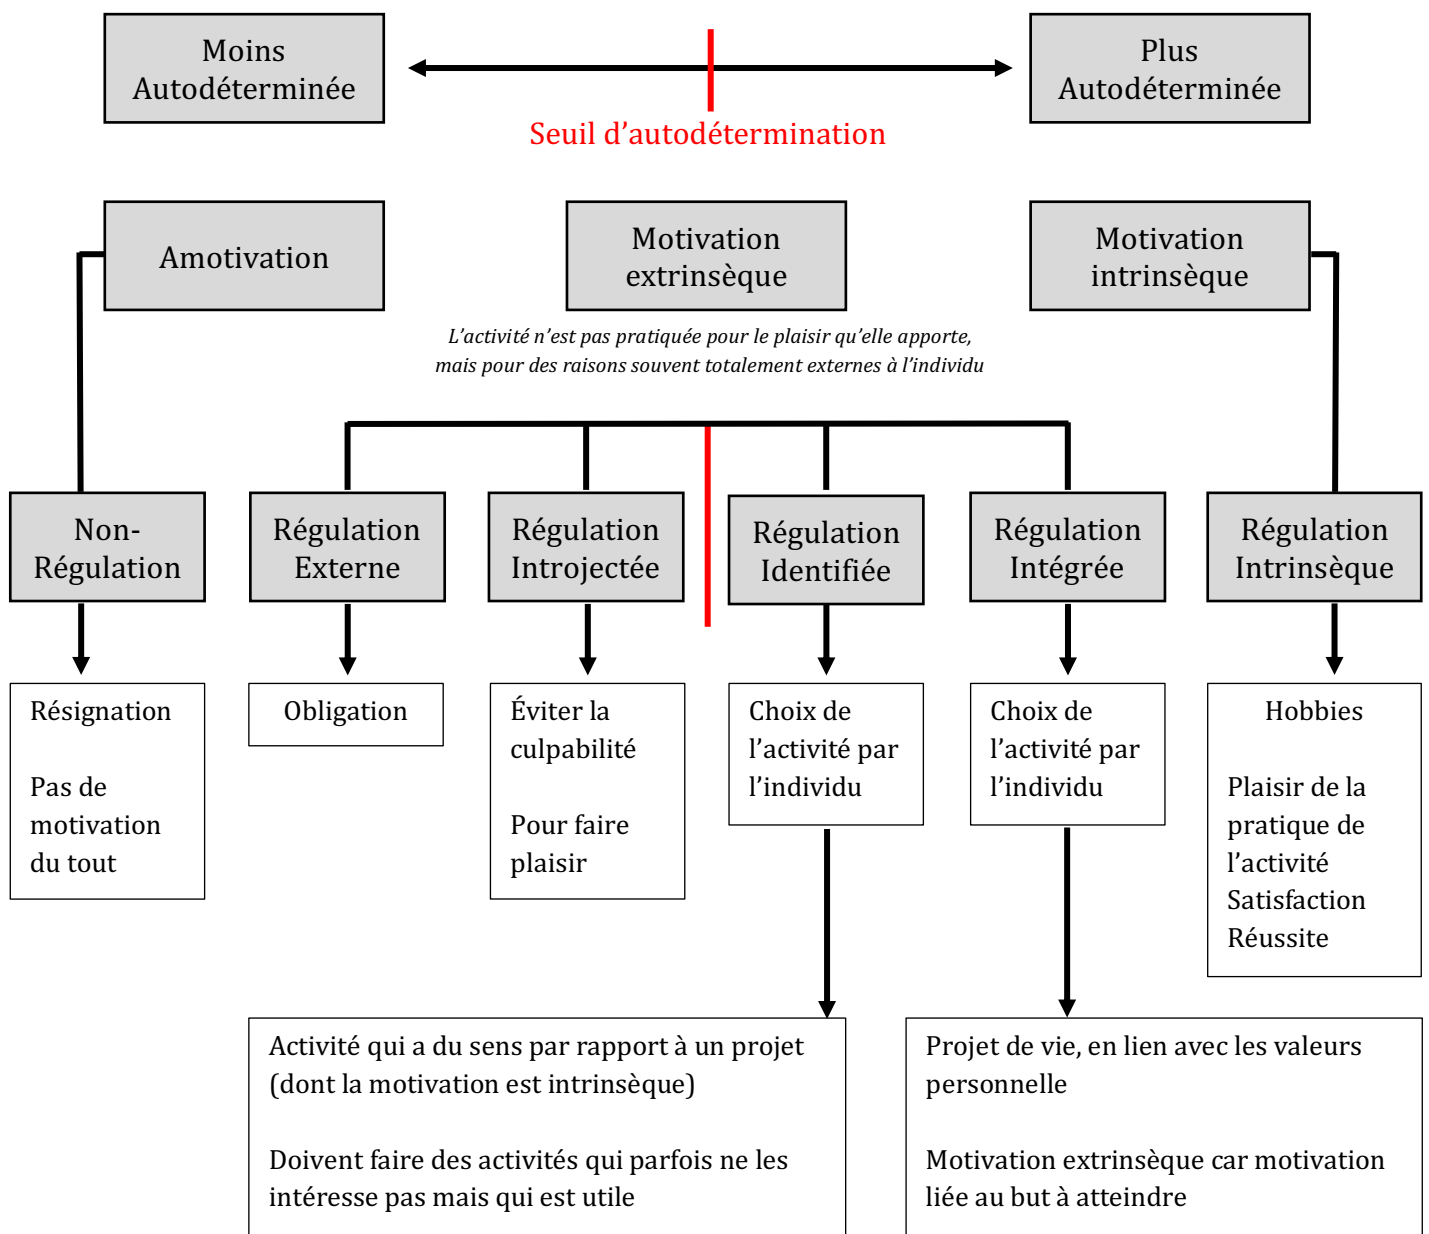 Moins
Autodéterminée
Plus
Autodéterminée
Seuil d'autodétermination
Amotivation
Motivation
extrinsèque
Motivation
intrinsèque
L'activité n'est pas pratiquée pour le plaisir qu'elle apporte,
mais pour des raisons souvent totalement externes à l'individu
Non-
Régulation
Régulation
Externe
Régulation
Introjectée
Régulation
Identifiée
Régulation
Intégrée
Régulation
Intrinsèque
Résignation
Pas de
motivation
du tout
Obligation
Éviter la
culpabilité
Pour faire
plaisir
Choix de
l'activité par
l'individu
Choix de
l'activité par
l'individu
Hobbies
Plaisir de la
pratique de
l'activité
Satisfaction
Réussite
Activité qui a du sens par rapport à un projet
(dont la motivation est intrinsèque)
Doivent faire des activités qui parfois ne les
intéresse pas mais qui est utile
Projet de vie, en lien avec les valeurs
personnelle
Motivation extrinsèque car motivation
liée au but à atteindre